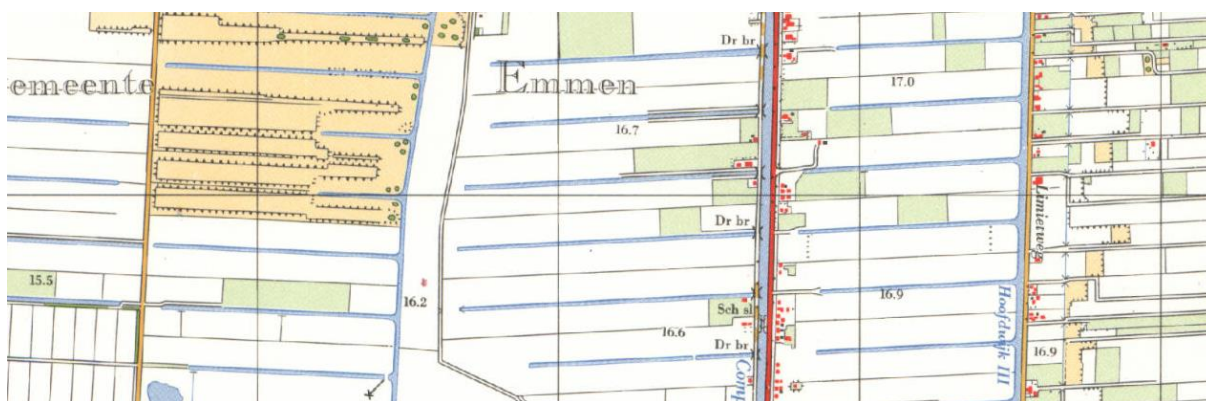 emeente
Emmen
Dr br
17.0
16.7
Limietweg
Dr br
15.5
16.2
16.9
Hoofdwijk III
Sch sl
16.6
Dr br
16.9
Comp